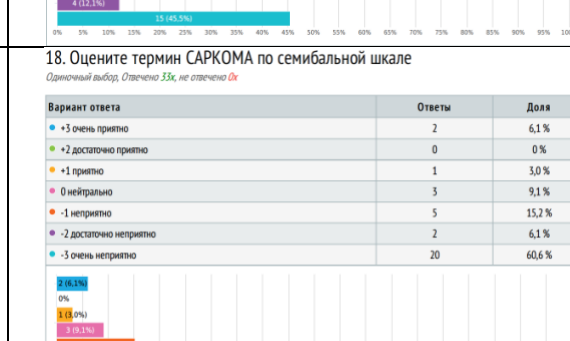 4 (12,1%)
15 (45,5%)
0% 5% 10% 15% 20% 25% 30% 35% 40% 45% 50% 55% 60% 65% 70% 75% 80% 85% 90% 95% 10
18. Оцените термин САРКОМА по семибальной шкале
Одиночный выбор, Отвечено 33x, не отвечено 0x
Вариант ответа Ответы Доля
+3 очень приятно 2 6,1 %
+2 достаточно приятно 0 0 %
+1 приятно 1 3,0 %
0 нейтрально 3 9,1 %
-1 неприятно 5 15,2 %
-2 достаточно неприятно 2 6,1 %
-3 очень неприятно 20 60,6 %
2 (6,1%)
0%
1 (3,0%)
3 (9,1%)